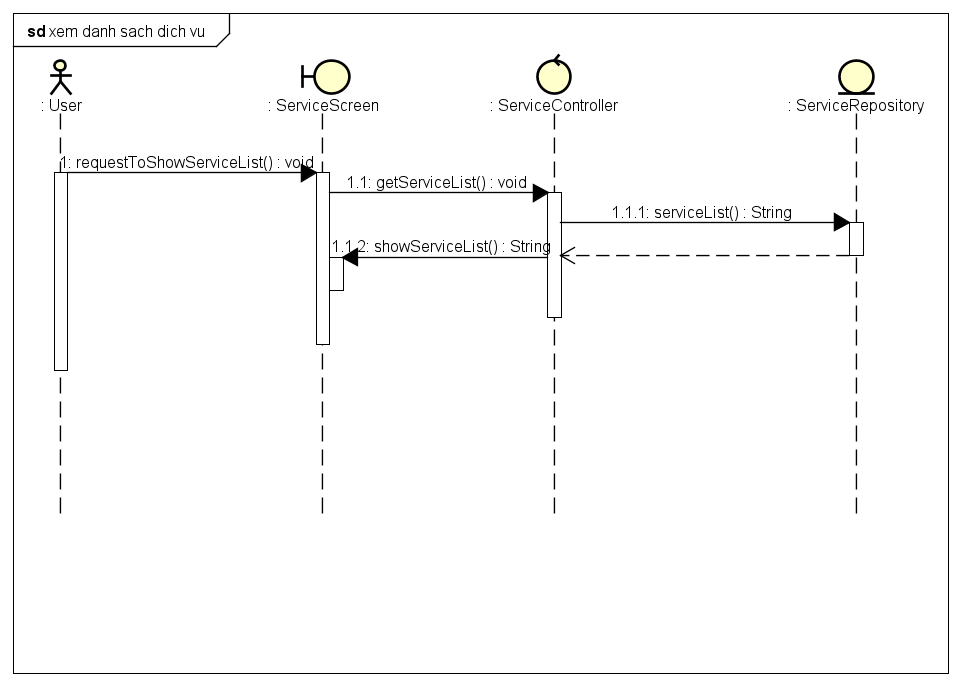 sd xem danh sach dich vu
: User
: ServiceScreen
: ServiceController
: ServiceRepository
1: requestToShowServiceList() : void
1.1: getServiceList() : void
1.1.1: serviceList() : String
1.1.2: showServiceList() : String